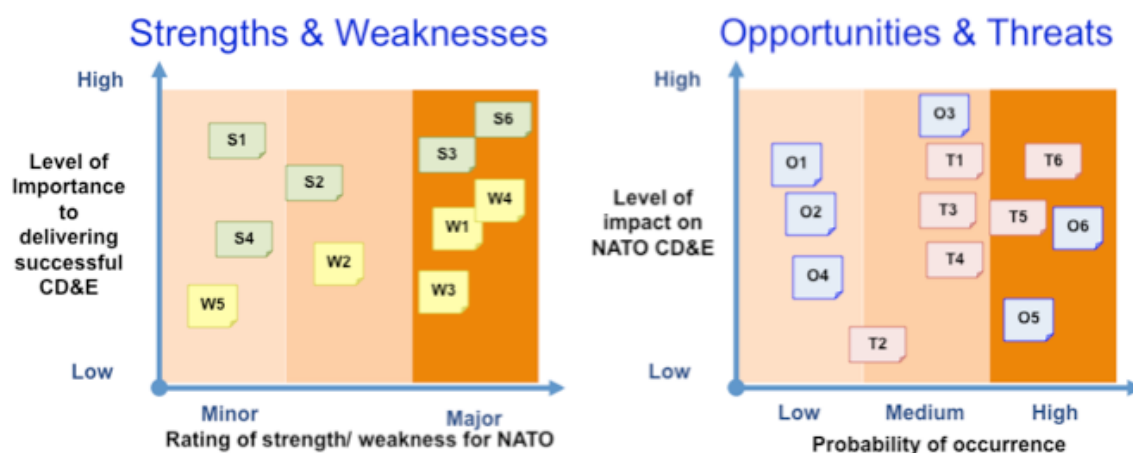 Strengths & Weaknesses
High
Level of
Importance
to
delivering
successful
CD&E
Low
S6
S1
S3
S2
W4
W1
S4
W2
W3
W5
Minor
Major
Rating of strength/ weakness for NATO
Opportunities & Threats
High
Level of
impact on
NATO CD&E
Low
O3
O1
T1
T6
O2
T3
T5
O6
T4
O4
O5
T2
Low
Medium
High
Probability of occurrence